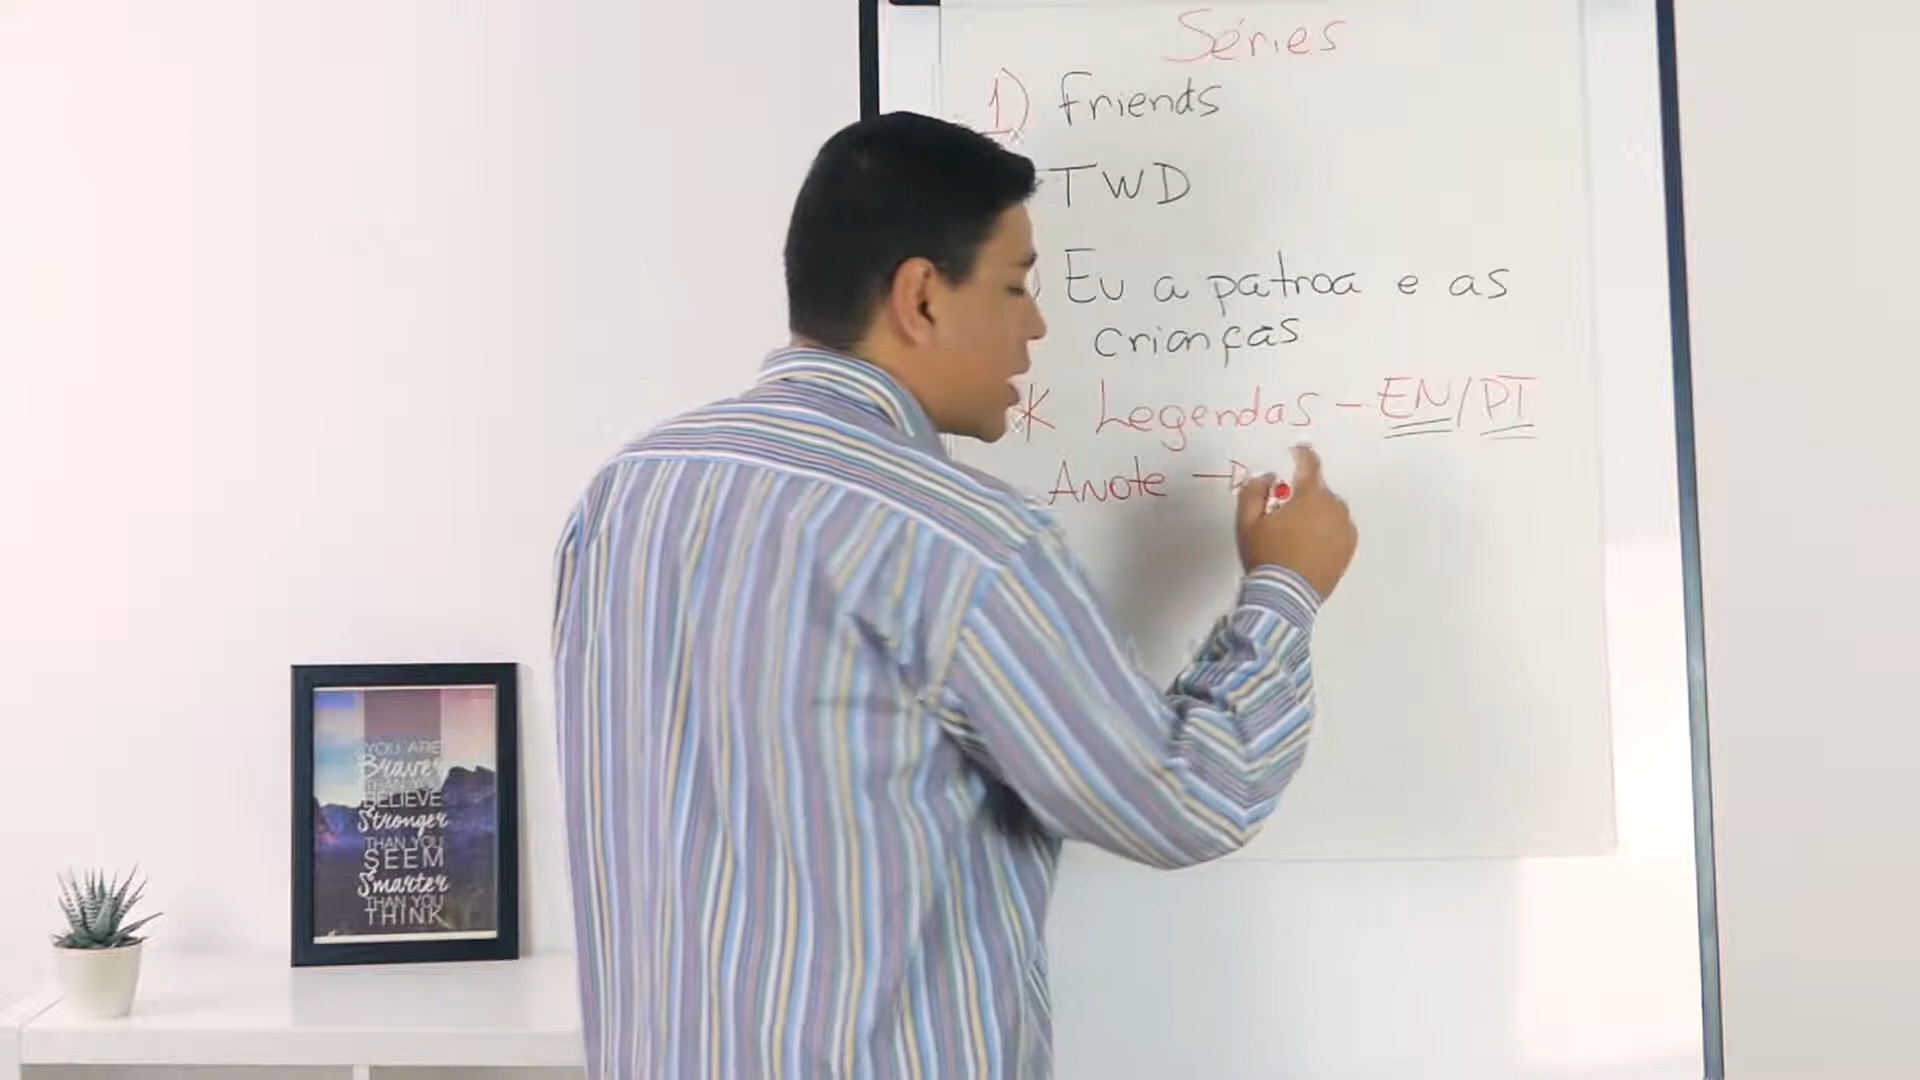 Séries
1) Friends
TWD
Eu a patroa e as
crianças
* Legendas - EN/PT
Anote →
YOU ARE
Braver
THAN YOU
BELIEVE
Stronger
THAN YOU
SEEM
Smarter
THAN YOU
THINK